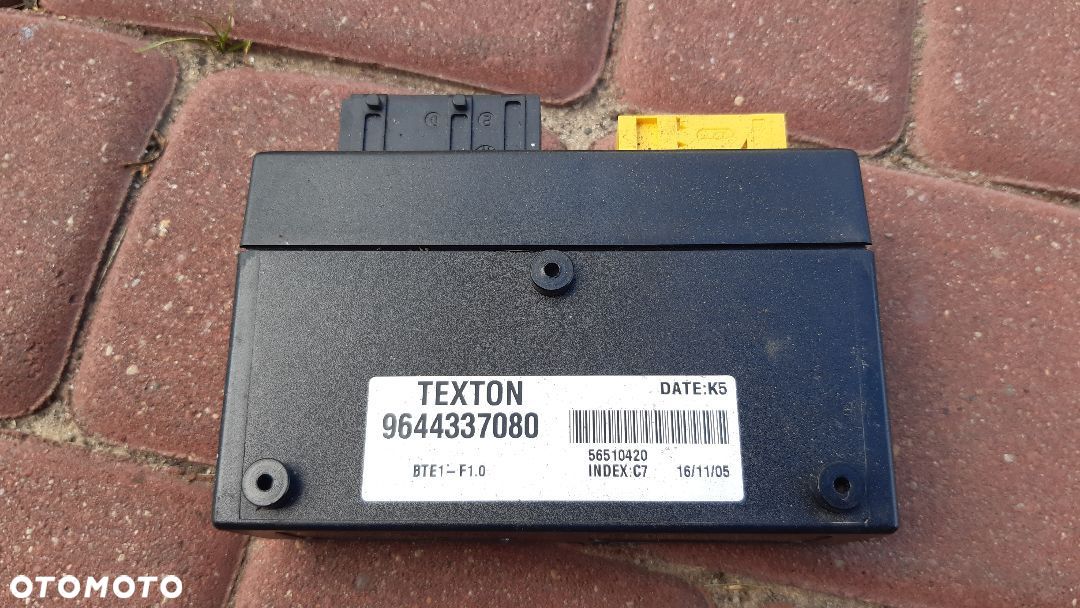 TEXTON
DATE:K5
9644337080
56510420
BTE1-F1.0
INDEX:C7 16/11/05
OTOMOTO